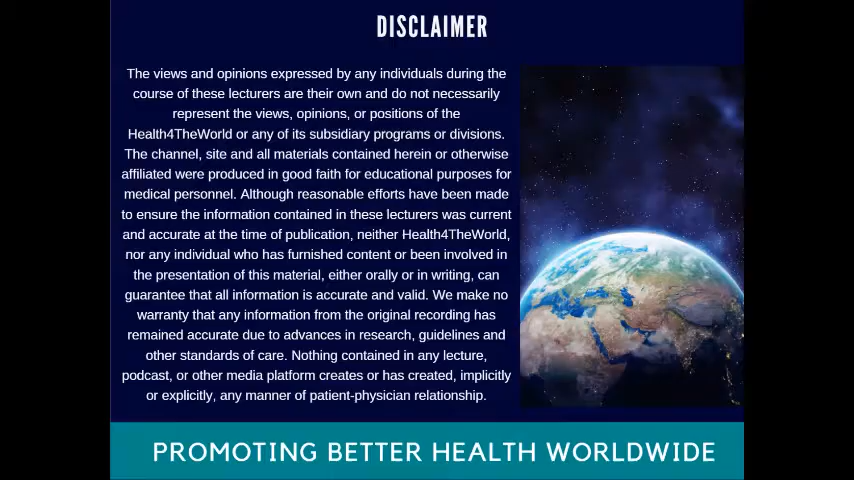 DISCLAIMER
The views and opinions expressed by any individuals during the
course of these lecturers are their own and do not necessarily
represent the views, opinions, or positions of the
Health4TheWorld or any of its subsidiary programs or divisions.
The channel, site and all materials contained herein or otherwise
affiliated were produced in good faith for educational purposes for
medical personnel. Although reasonable efforts have been made
to ensure the information contained in these lecturers was current
and accurate at the time of publication, neither Health4TheWorld,
nor any individual who has furnished content or been involved in
the presentation of this material, either orally or in writing, can
guarantee that all information is accurate and valid. We make no
warranty that any information from the original recording has
remained accurate due to advances in research, guidelines and
other standards of care. Nothing contained in any lecture,
podcast, or other media platform creates or has created, implicitly
or explicitly, any manner of patient-physician relationship.
PROMOTING BETTER HEALTH WORLDWIDE